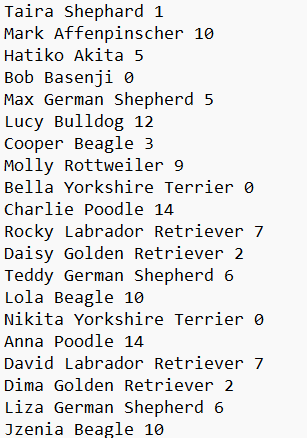 Taira Shephard 1
Mark Affenpinscher 10
Hatiko Akita 5
Bob Basenji 0
Max German Shepherd 5
Lucy Bulldog 12
Cooper Beagle 3
Molly Rottweiler 9
Bella Yorkshire Terrier 0
Charlie Poodle 14
Rocky Labrador Retriever 7
Daisy Golden Retriever 2
Teddy German Shepherd 6
Lola Beagle 10
Nikita Yorkshire Terrier 0
Anna Poodle 14
David Labrador Retriever 7
Dima Golden Retriever 2
Liza German Shepherd 6
Jzenia Beagle 10